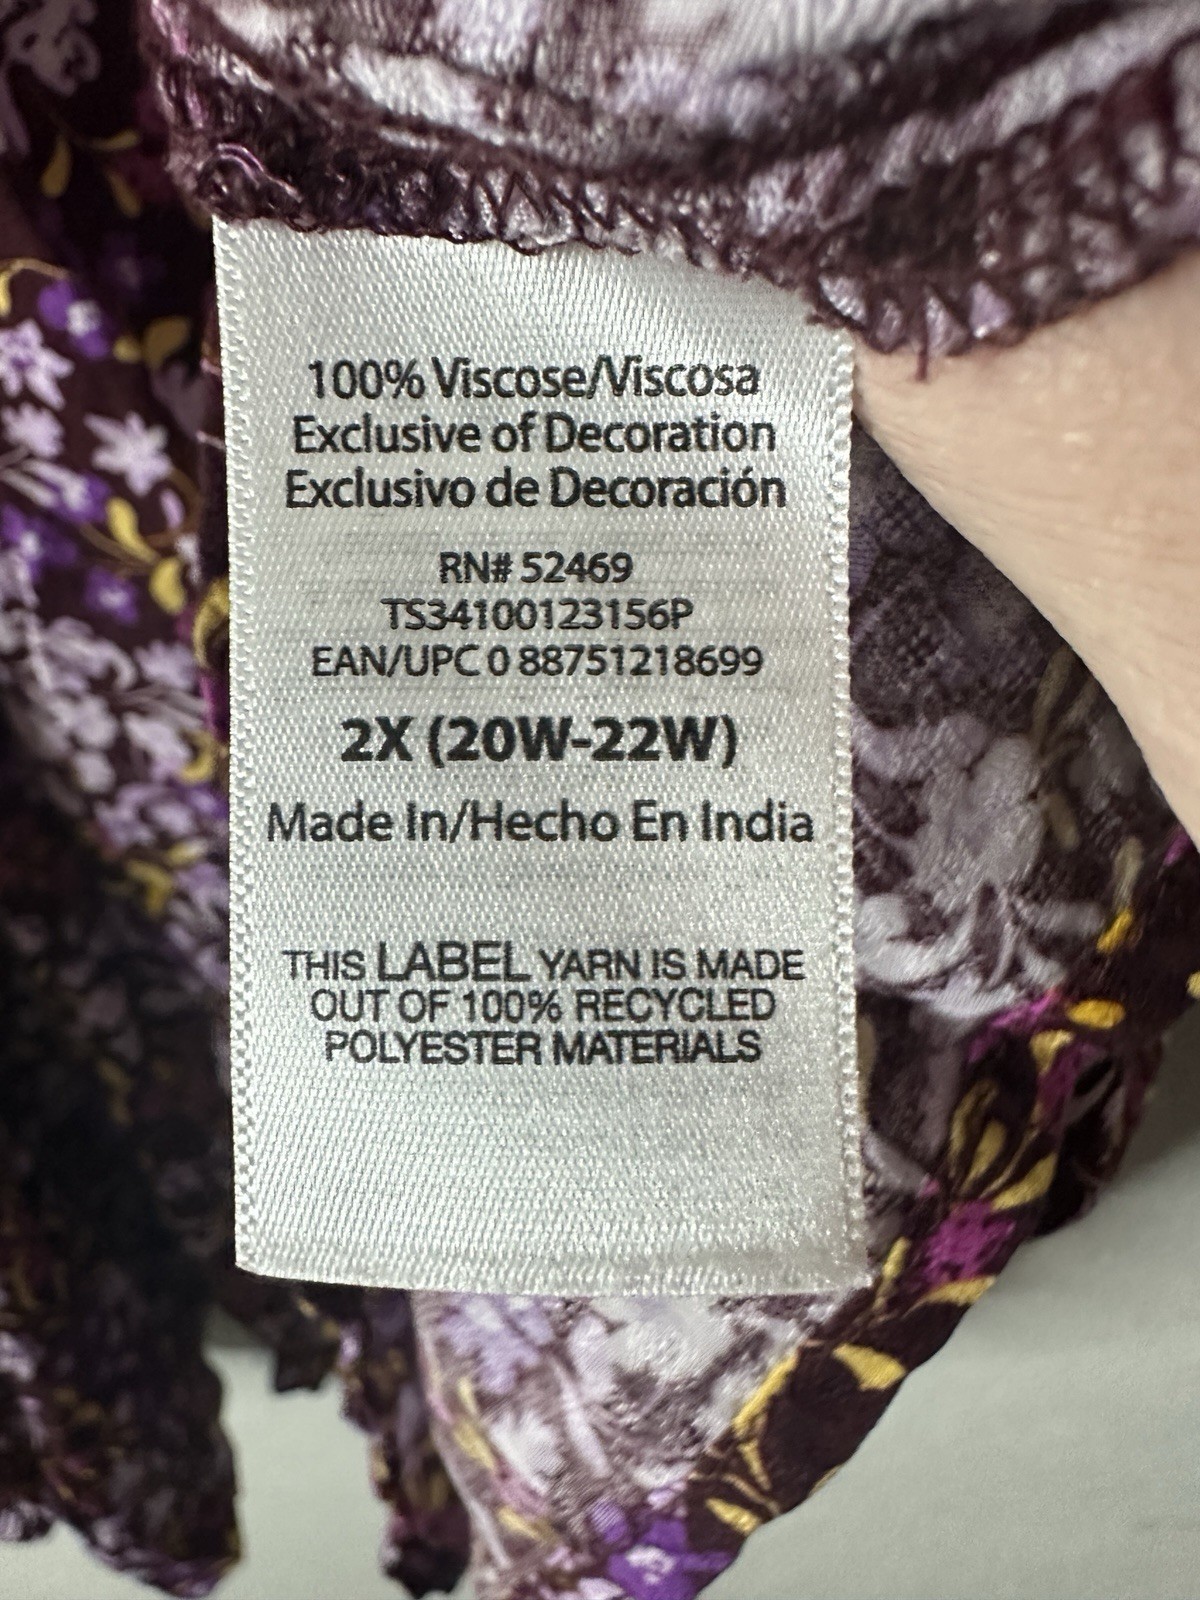 100% Viscose/Viscosa
Exclusive of Decoration
Exclusivo de Decoración
RN# 52469
TS34100123156P
EAN/UPC 0 88751218699
2X (20W-22W)
Made In/Hecho En India
THIS LABEL YARN IS MADE
OUT OF 100% RECYCLED
POLYESTER MATERIALS